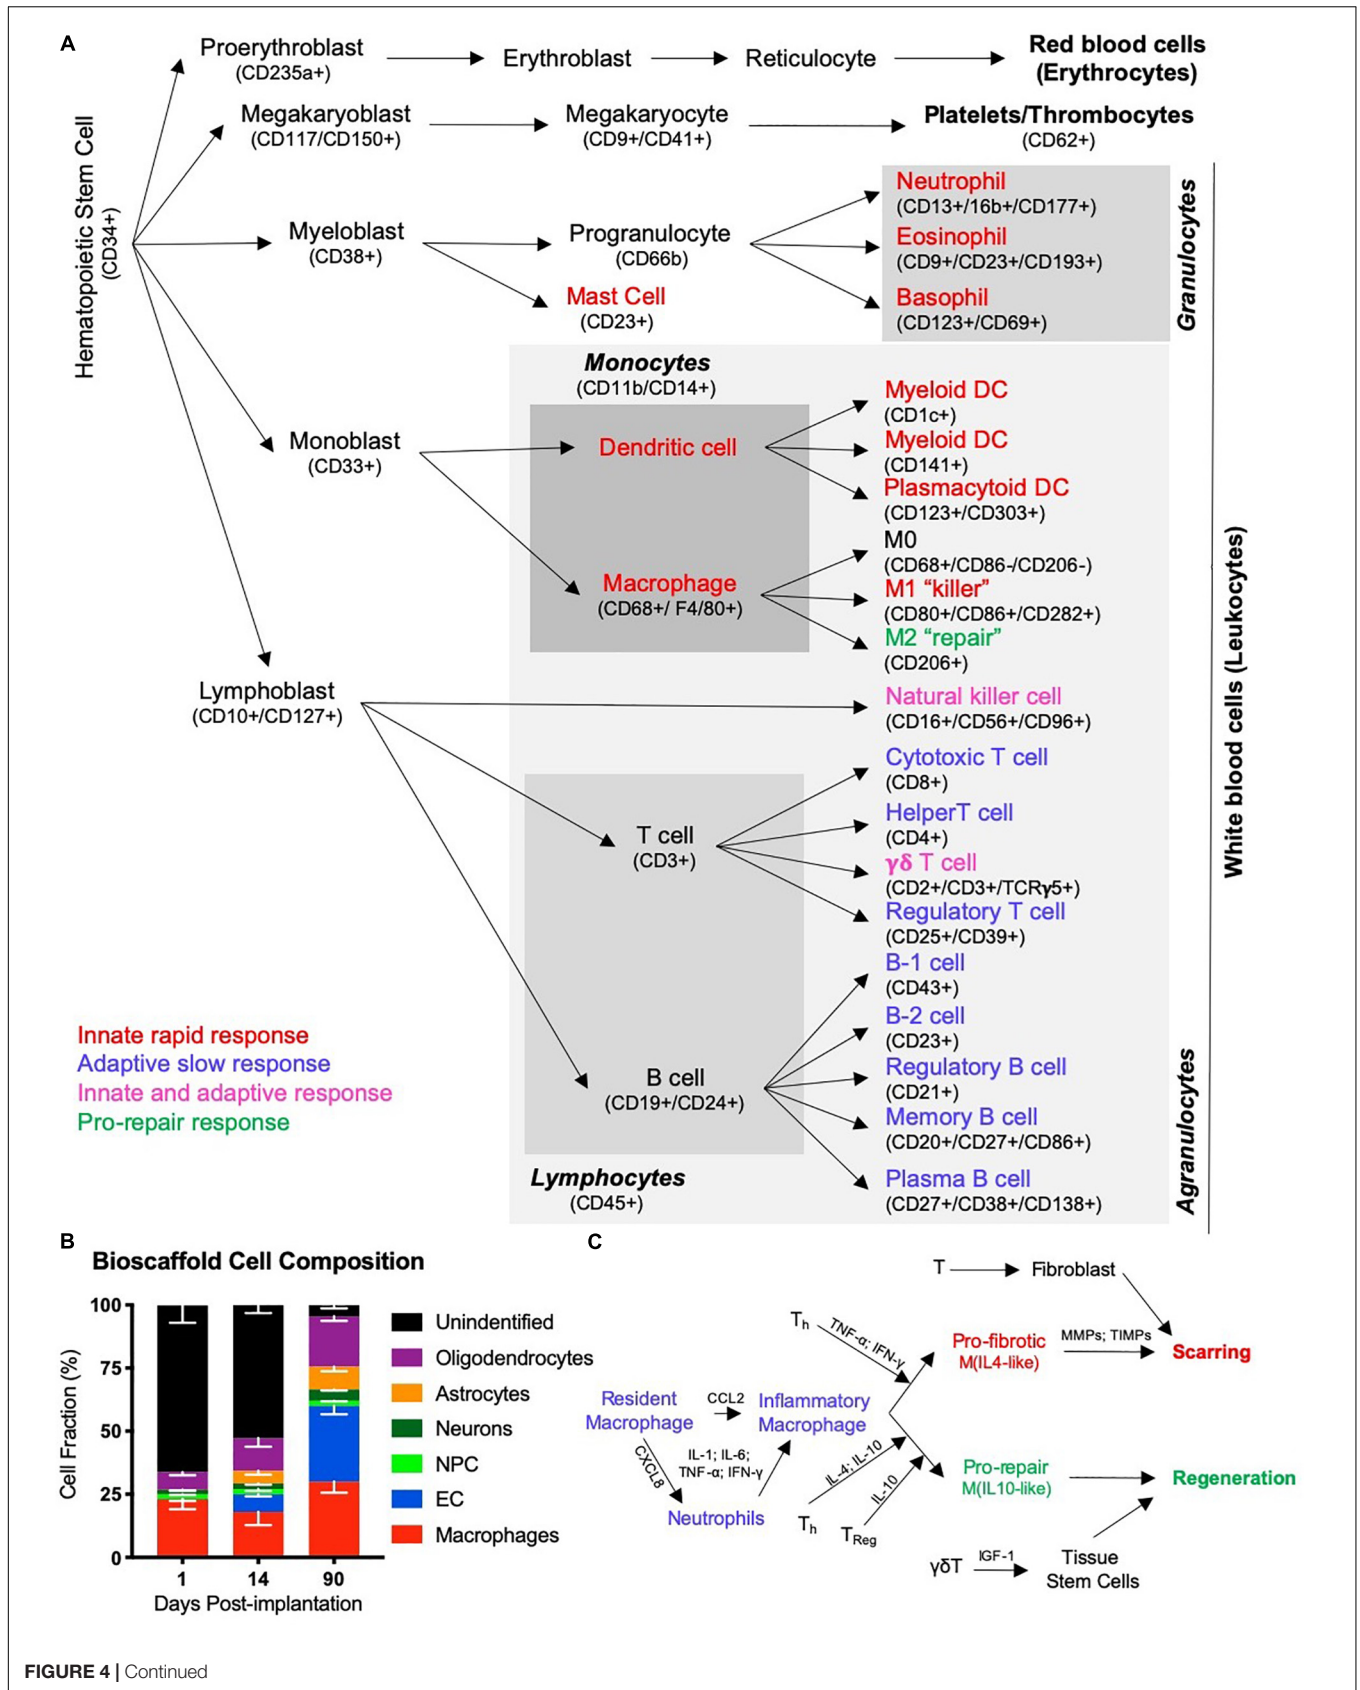 A
Proerythroblast
(CD235a+)
Erythroblast
Reticulocyte
Red blood cells
(Erythrocytes)
Megakaryoblast
(CD117/CD150+)
Megakaryocyte
(CD9+/CD41+)
Platelets/Thrombocytes
(CD62+)
Hematopoietic Stem Cell
(CD34+)
Myeloblast
(CD38+)
Progranulocyte
(CD66b)
Mast Cell
(CD23+)
Neutrophil
(CD13+/16b+/CD177+)
Eosinophil
(CD9+/CD23+/CD193+)
Basophil
(CD123+/CD69+)
Granulocytes
Monocytes
(CD11b/CD14+)
Monoblast
(CD33+)
Dendritic cell
Myeloid DC
(CD1c+)
Myeloid DC
(CD141+)
Plasmacytoid DC
(CD123+/CD303+)
Macrophage
(CD68+/ F4/80+)
M0
(CD68+/CD86-/CD206-)
M1 “killer”
(CD80+/CD86+/CD282+)
M2 “repair”
(CD206+)
Lymphoblast
(CD10+/CD127+)
Natural killer cell
(CD16+/CD56+/CD96+)
T cell
(CD3+)
Cytotoxic T cell
(CD8+)
HelperT cell
(CD4+)
γδ T cell
(CD2+/CD3+/TCRγ5+)
Regulatory T cell
(CD25+/CD39+)
B cell
(CD19+/CD24+)
B-1 cell
(CD43+)
B-2 cell
(CD23+)
Regulatory B cell
(CD21+)
Memory B cell
(CD20+/CD27+/CD86+)
Plasma B cell
(CD27+/CD38+/CD138+)
Lymphocytes
(CD45+)
Agranulocytes
White blood cells (Leukocytes)
Innate rapid response
Adaptive slow response
Innate and adaptive response
Pro-repair response
B
Bioscaffold Cell Composition
Cell Fraction (%)
100
75
50
25
0
1 14 90
Days Post-implantation
Unidentified
Oligodendrocytes
Astrocytes
Neurons
NPC
EC
Macrophages
C
T
Fibroblast
Th
TNF-α; IFN-γ
Pro-fibrotic
M(IL4-like)
MMPs; TIMPs
Scarring
Resident
Macrophage
CCL2
Inflammatory
Macrophage
CXCL8
IL-1; IL-6;
TNF-α; IFN-γ
Neutrophils
IL-4; IL-10
Th
IL-10
TReg
Pro-repair
M(IL10-like)
Regeneration
γδT
IGF-1
Tissue
Stem Cells
FIGURE 4 | Continued